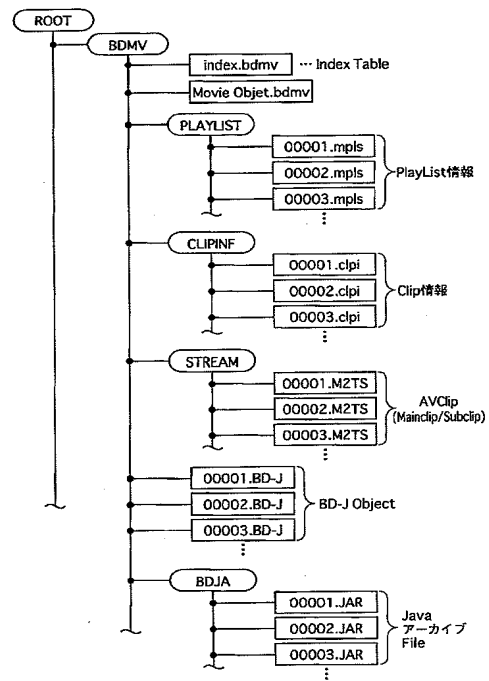 ROOT
BDMV
index.bdmv … Index Table
Movie Objet.bdmv
PLAYLIST
00001.mpls
00002.mpls
00003.mpls
PlayList情報
CLIPINF
00001.clpi
00002.clpi
00003.clpi
Clip情報
STREAM
00001.M2TS
00002.M2TS
00003.M2TS
AVClip
(Mainclip/Subclip)
00001.BD-J
00002.BD-J
00003.BD-J
BD-J Object
BDJA
00001.JAR
00002.JAR
00003.JAR
Java
アーカイブ
File